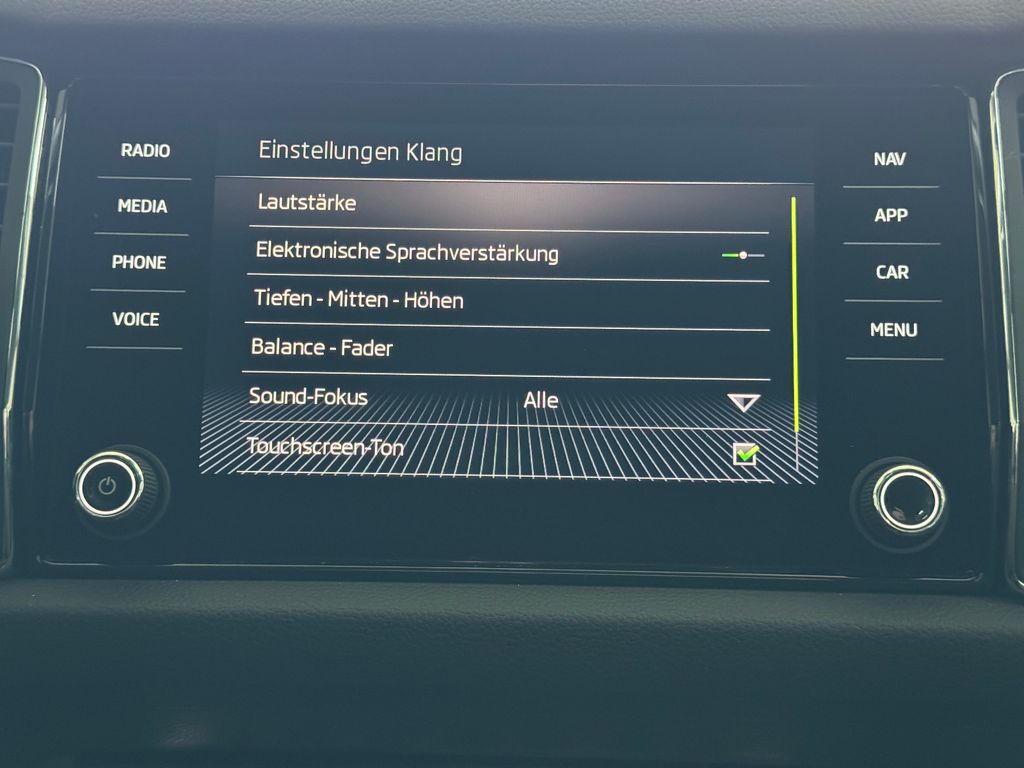 RADIO
MEDIA
PHONE
VOICE
Einstellungen Klang
Lautstärke
Elektronische Sprachverstärkung
Tiefen - Mitten - Höhen
Balance - Fader
Sound-Fokus Alle
Touchscreen-Ton
NAV
APP
CAR
MENU